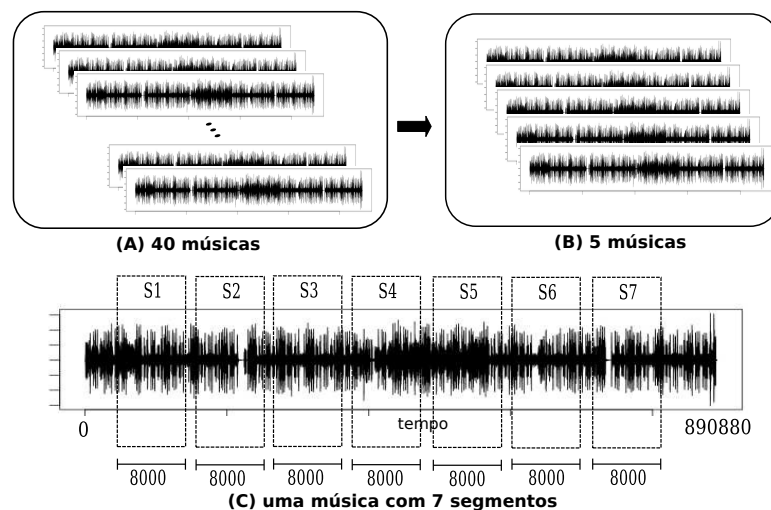 (A) 40 músicas
(B) 5 músicas
S1 S2 S3 S4 S5 S6 S7
0 tempo 890880
8000 8000 8000 8000 8000 8000 8000
(C) uma música com 7 segmentos